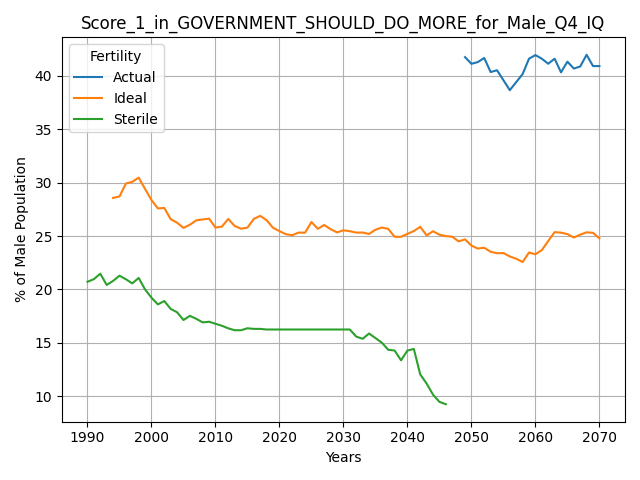 Score_1_in_GOVERNMENT_SHOULD_DO_MORE_for_Male_Q4_IQ
Fertility
Actual
Ideal
Sterile
% of Male Population
40
35
30
25
20
15
10
1990 2000 2010 2020 2030 2040 2050 2060 2070
Years